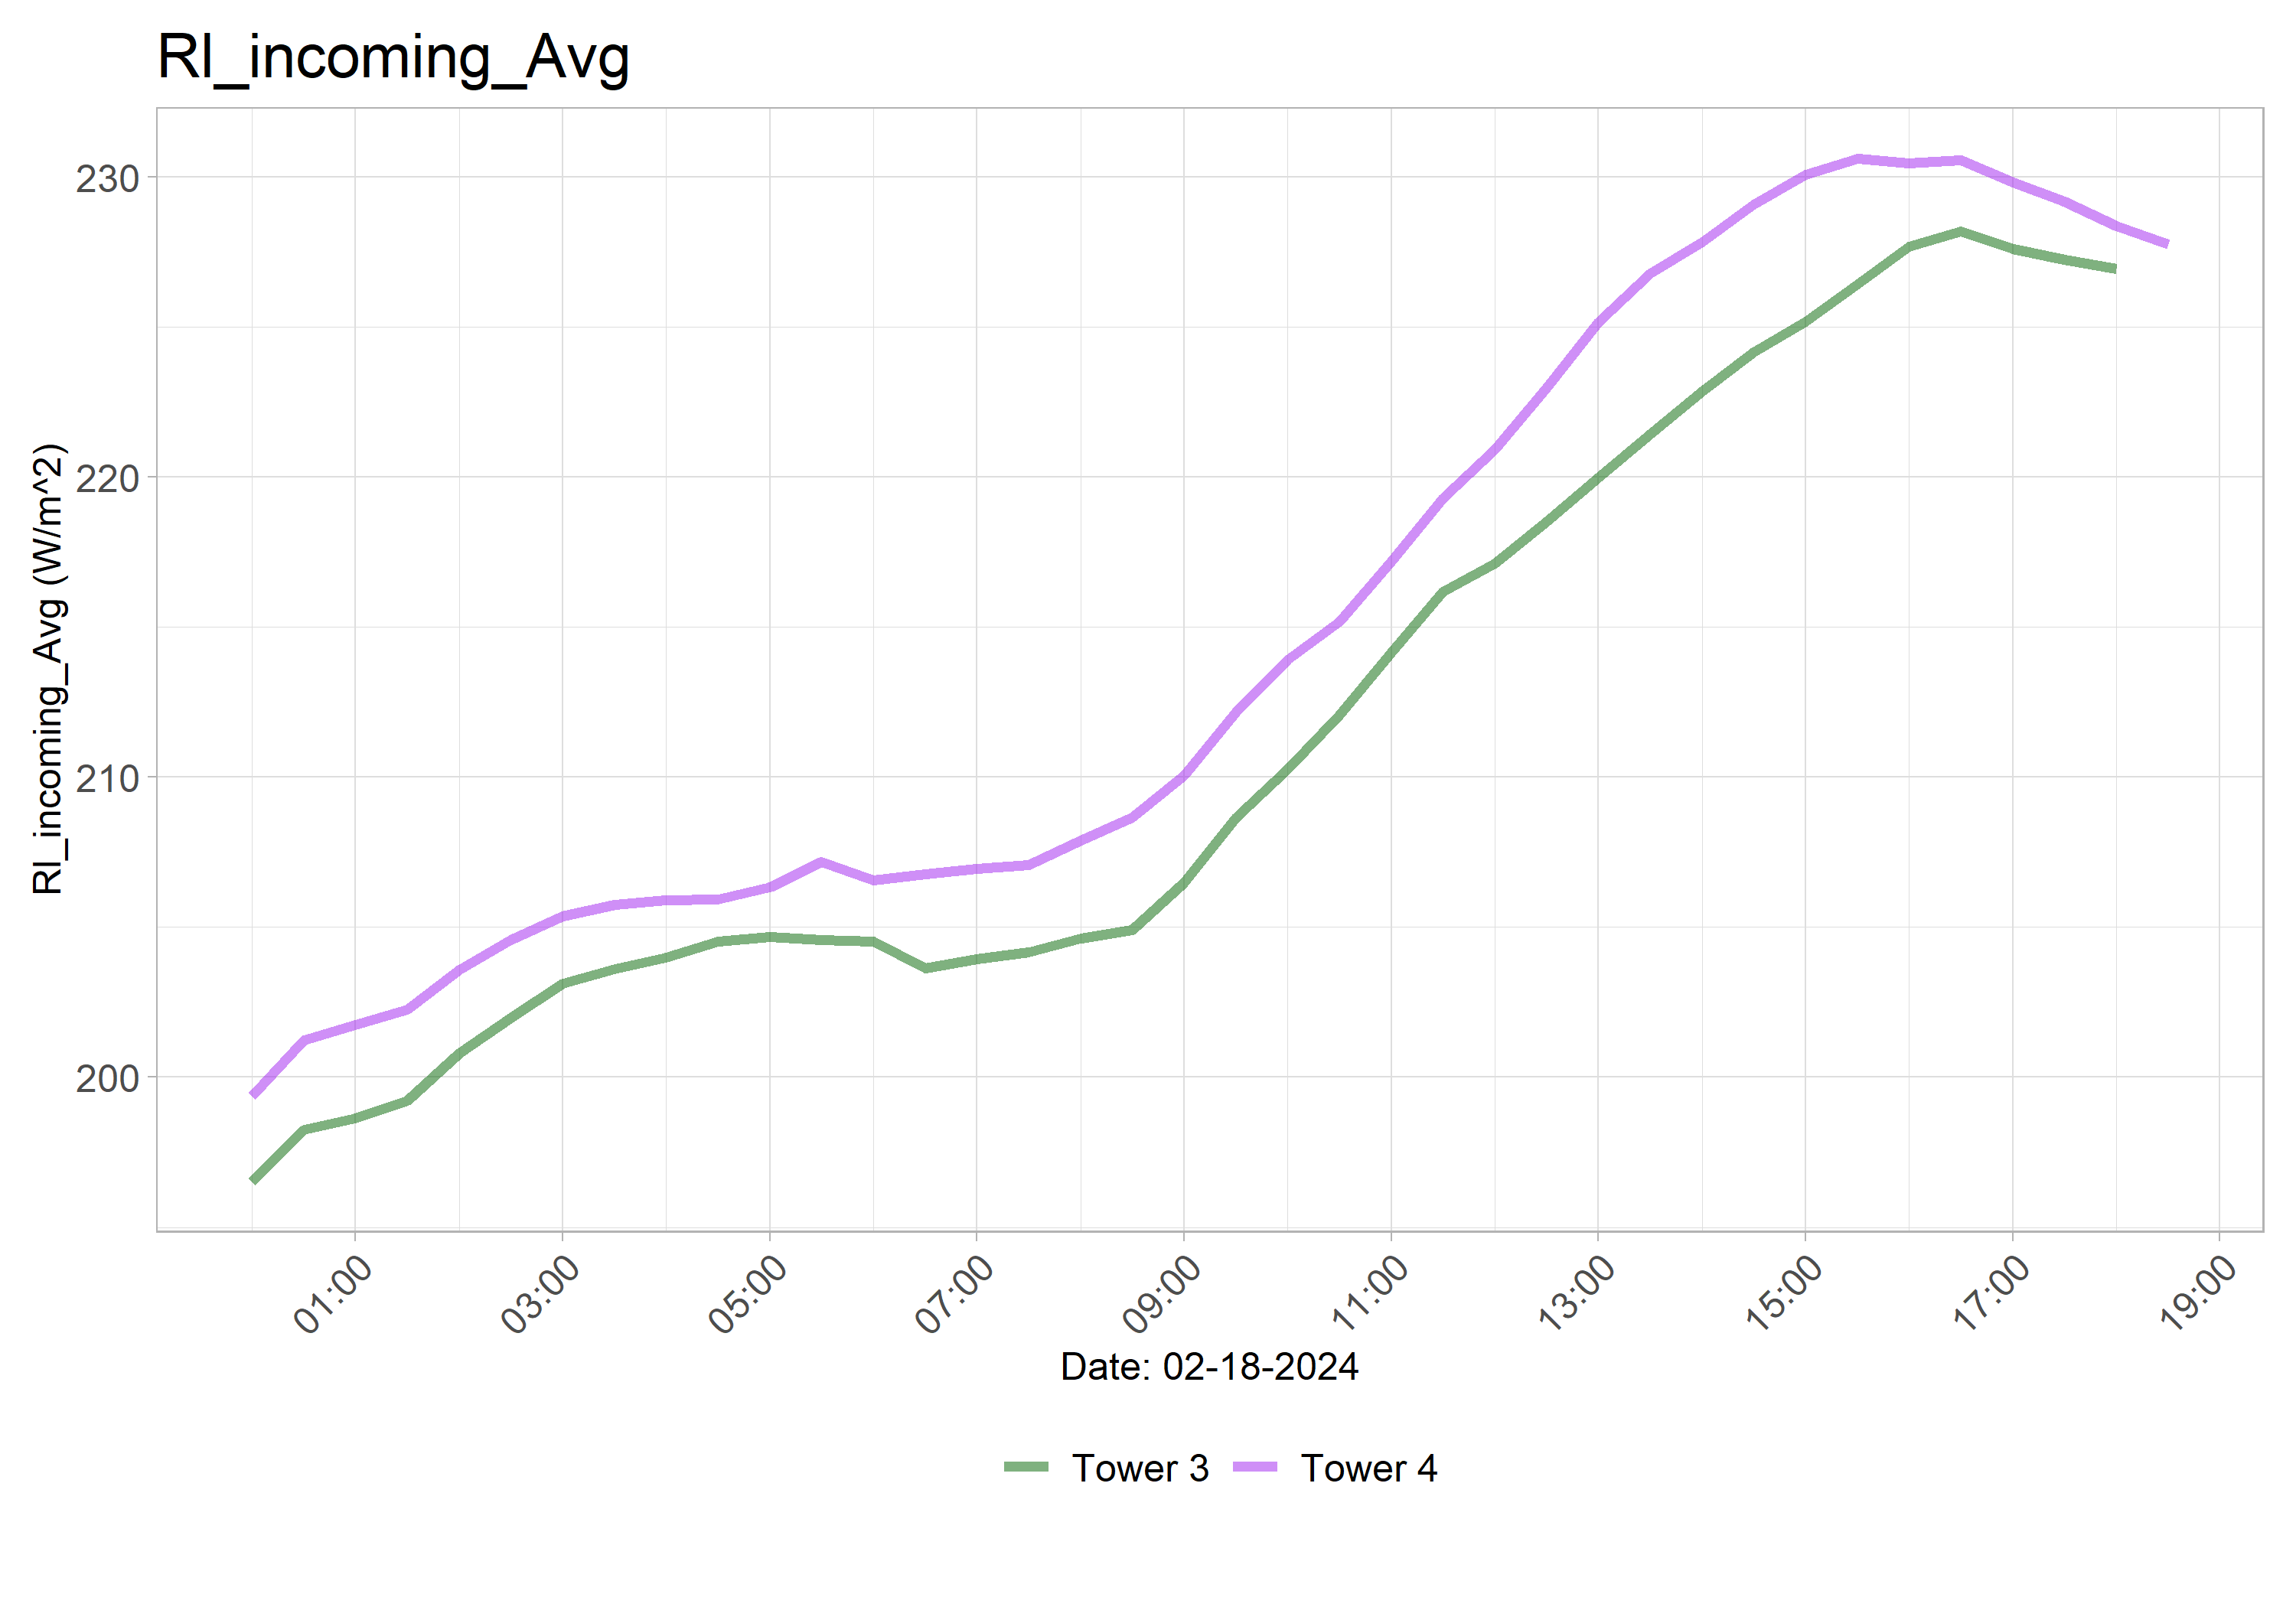 Rl_incoming_Avg
Rl_incoming_Avg (W/m^2)
230
220
210
200
01:00 03:00 05:00 07:00 09:00 11:00 13:00 15:00 17:00 19:00
Date: 02-18-2024
Tower 3 Tower 4